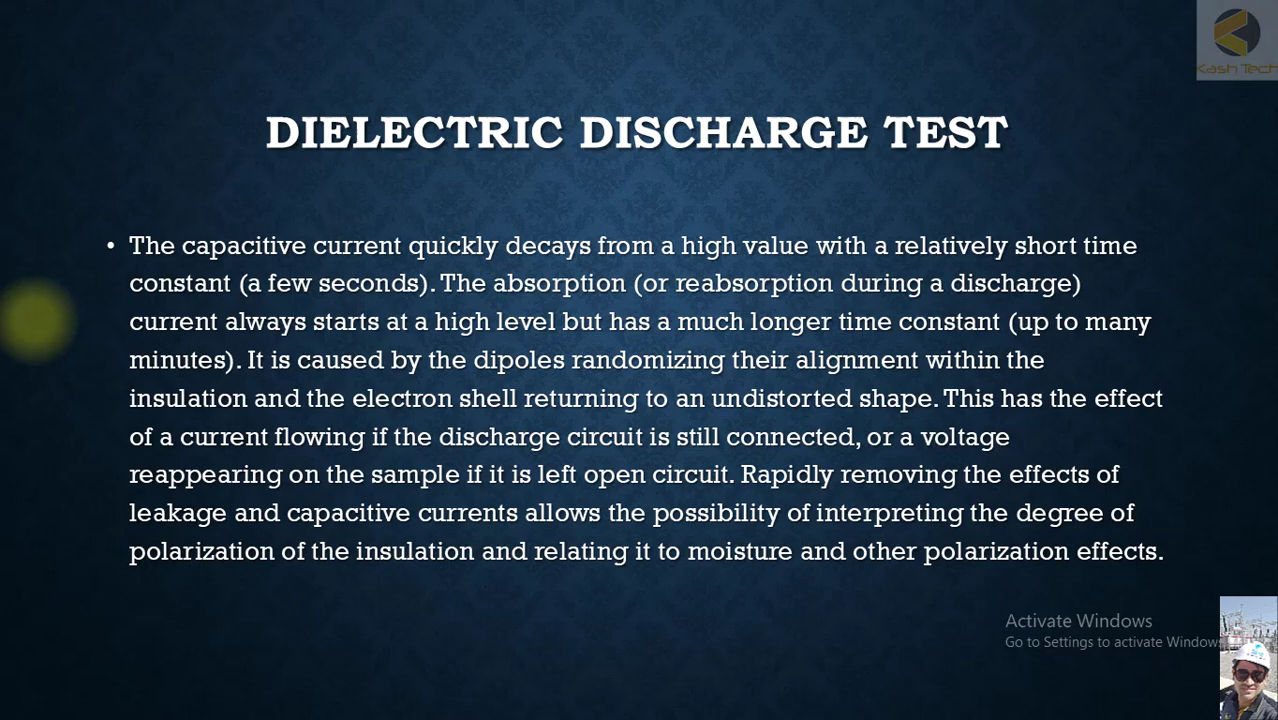 Kash Tech
DIELECTRIC DISCHARGE TEST
• The capacitive current quickly decays from a high value with a relatively short time
constant (a few seconds). The absorption (or reabsorption during a discharge)
current always starts at a high level but has a much longer time constant (up to many
minutes). It is caused by the dipoles randomizing their alignment within the
insulation and the electron shell returning to an undistorted shape. This has the effect
of a current flowing if the discharge circuit is still connected, or a voltage
reappearing on the sample if it is left open circuit. Rapidly removing the effects of
leakage and capacitive currents allows the possibility of interpreting the degree of
polarization of the insulation and relating it to moisture and other polarization effects.
Activate Windows
Go to Settings to activate Windows